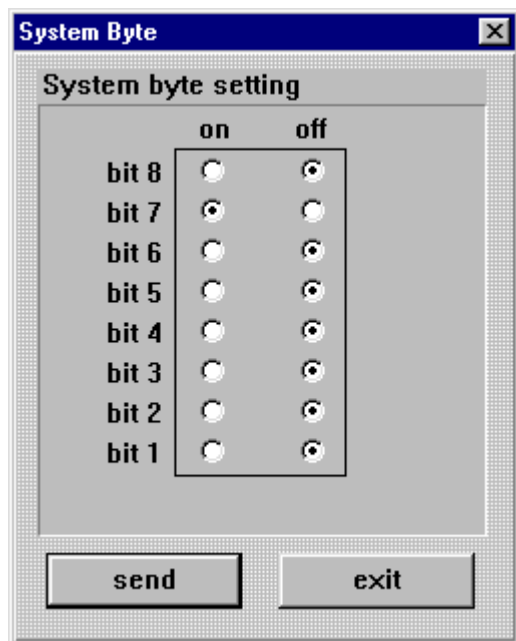 System Byte
System byte setting
on off
bit 8
bit 7
bit 6
bit 5
bit 4
bit 3
bit 2
bit 1
send exit